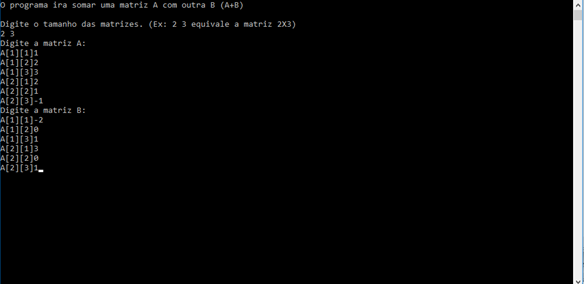 O programa ira somar uma matriz A com outra B (A+B)
Digite o tamanho das matrizes. (Ex: 2 3 equivale a matriz 2X3)
2 3
Digite a matriz A:
A[1][1]1
A[1][2]2
A[1][3]3
A[2][1]2
A[2][2]1
A[2][3]-1
Digite a matriz B:
A[1][1]-2
A[1][2]0
A[1][3]1
A[2][1]3
A[2][2]0
A[2][3]1